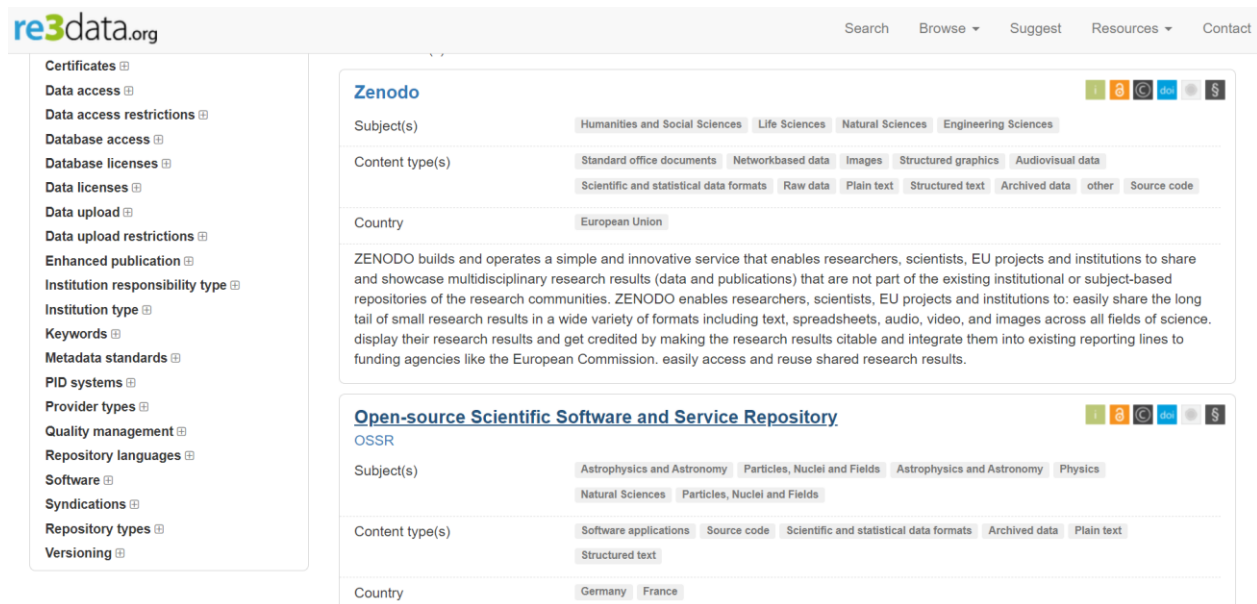 re3data.org
Search Browse Suggest Resources Contact
Certificates
Data access
Data access restrictions
Database access
Database licenses
Data licenses
Data upload
Data upload restrictions
Enhanced publication
Institution responsibility type
Institution type
Keywords
Metadata standards
PID systems
Provider types
Quality management
Repository languages
Software
Syndications
Repository types
Versioning
Zenodo
i © doi §
Subject(s) Humanities and Social Sciences Life Sciences Natural Sciences Engineering Sciences
Content type(s) Standard office documents Networkbased data Images Structured graphics Audiovisual data
Scientific and statistical data formats Raw data Plain text Structured text Archived data other Source code
Country European Union
ZENODO builds and operates a simple and innovative service that enables researchers, scientists, EU projects and institutions to share
and showcase multidisciplinary research results (data and publications) that are not part of the existing institutional or subject-based
repositories of the research communities. ZENODO enables researchers, scientists, EU projects and institutions to: easily share the long
tail of small research results in a wide variety of formats including text, spreadsheets, audio, video, and images across all fields of science.
display their research results and get credited by making the research results citable and integrate them into existing reporting lines to
funding agencies like the European Commission. easily access and reuse shared research results.
Open-source Scientific Software and Service Repository
i © doi §
OSSR
Subject(s) Astrophysics and Astronomy Particles, Nuclei and Fields Astrophysics and Astronomy Physics
Natural Sciences Particles, Nuclei and Fields
Content type(s) Software applications Source code Scientific and statistical data formats Archived data Plain text
Structured text
Country Germany France